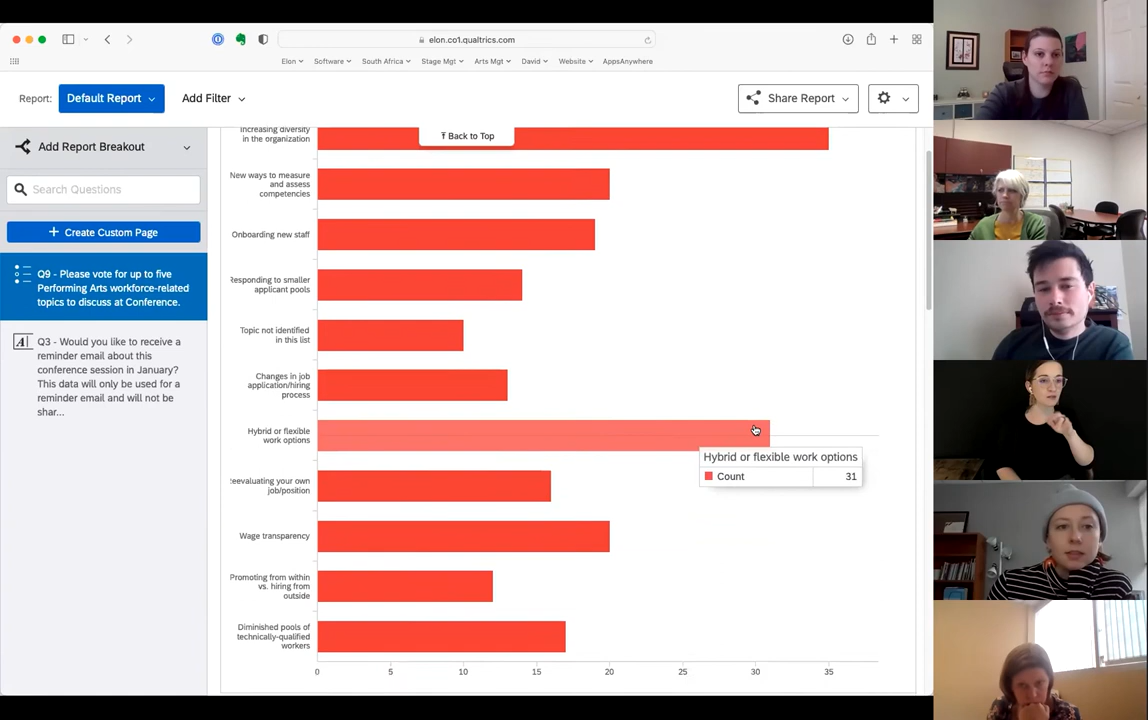 elon.co1.qualtrics.com
Elon Software South Africa Stage Mgt Arts Mgt David Website AppsAnywhere
Report: Default Report Add Filter Share Report
Add Report Breakout
Search Questions
+ Create Custom Page
Q9 - Please vote for up to five
Performing Arts workforce-related
topics to discuss at Conference.
Q3 - Would you like to receive a
reminder email about this
conference session in January?
This data will only be used for a
reminder email and will not be
shar...
Back to Top
Increasing diversity
in the organization
New ways to measure
and assess
competencies
Onboarding new staff
Responding to smaller
applicant pools
Topic not identified
in this list
Changes in job
application/hiring
process
Hybrid or flexible
work options
Hybrid or flexible work options
Count 31
eevaluating your own
job/position
Wage transparency
Promoting from within
vs. hiring from
outside
Diminished pools of
technically-qualified
workers
0 5 10 15 20 25 30 35